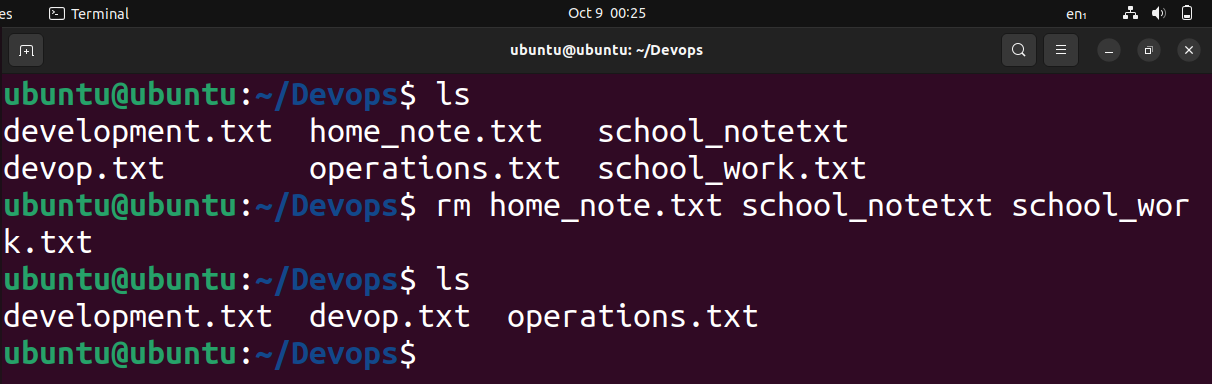 es Terminal Oct 9 00:25 en₁
ubuntu@ubuntu: ~/Devops
ubuntu@ubuntu:~/Devops$ ls
development.txt  home_note.txt   school_notetxt
devop.txt        operations.txt  school_work.txt
ubuntu@ubuntu:~/Devops$ rm home_note.txt school_notetxt school_wor
k.txt
ubuntu@ubuntu:~/Devops$ ls
development.txt  devop.txt  operations.txt
ubuntu@ubuntu:~/Devops$